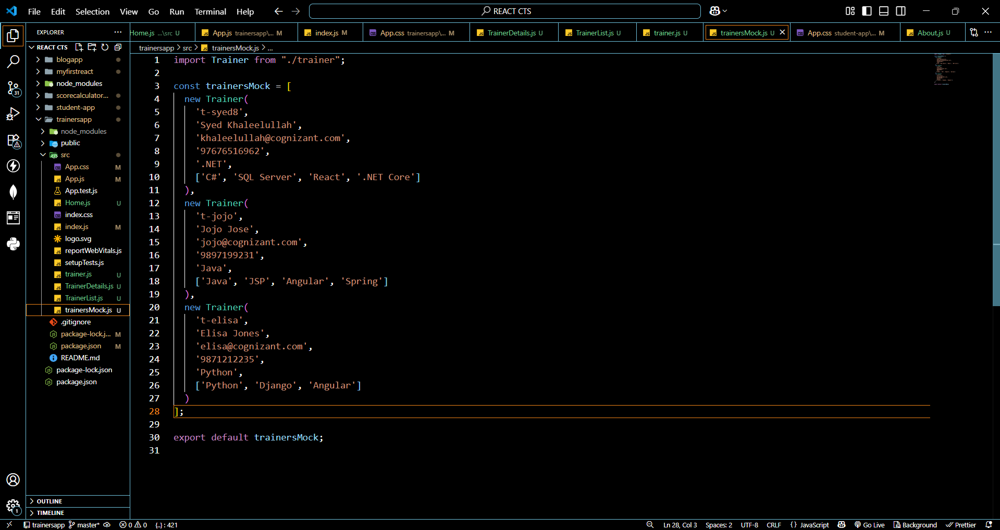 File Edit Selection View Go Run Terminal Help
REACT CTS
EXPLORER
Home.js ...\src U
App.js trainersapp\... M
index.js M
App.css trainersapp\... M
TrainerDetails.js U
TrainerList.js U
trainer.js U
trainersMock.js U
App.css student-app\... M
About.js U
REACT CTS
trainersapp > src > trainersMock.js > ...
blogapp
myfirstreact
node_modules
scorecalculator...
student-app
trainersapp
node_modules
public
src
App.css M
App.js M
App.test.js
Home.js U
index.css
index.js M
logo.svg
reportWebVitals.js
setupTests.js
trainer.js U
TrainerDetails.js U
TrainerList.js U
trainersMock.js U
.gitignore
package-lock.j... M
package.json M
README.md
package-lock.json
package.json
OUTLINE
TIMELINE
31
1
1 import Trainer from "./trainer";
2
3 const trainersMock = [
4 new Trainer(
5 't-syed8',
6 'Syed Khaleelullah',
7 'khaleelullah@cognizant.com',
8 '97676516962',
9 '.NET',
10 ['C#', 'SQL Server', 'React', '.NET Core']
11 ),
12 new Trainer(
13 't-jojo',
14 'Jojo Jose',
15 'jojo@cognizant.com',
16 '9897199231',
17 'Java',
18 ['Java', 'JSP', 'Angular', 'Spring']
19 ),
20 new Trainer(
21 't-elisa',
22 'Elisa Jones',
23 'elisa@cognizant.com',
24 '9871212235',
25 'Python',
26 ['Python', 'Django', 'Angular']
27 )
28 ];
29
30 export default trainersMock;
31
trainersapp master* 0 0 {..} : 421
Ln 28, Col 3 Spaces: 2 UTF-8 CRLF {} JavaScript Go Live Background Prettier